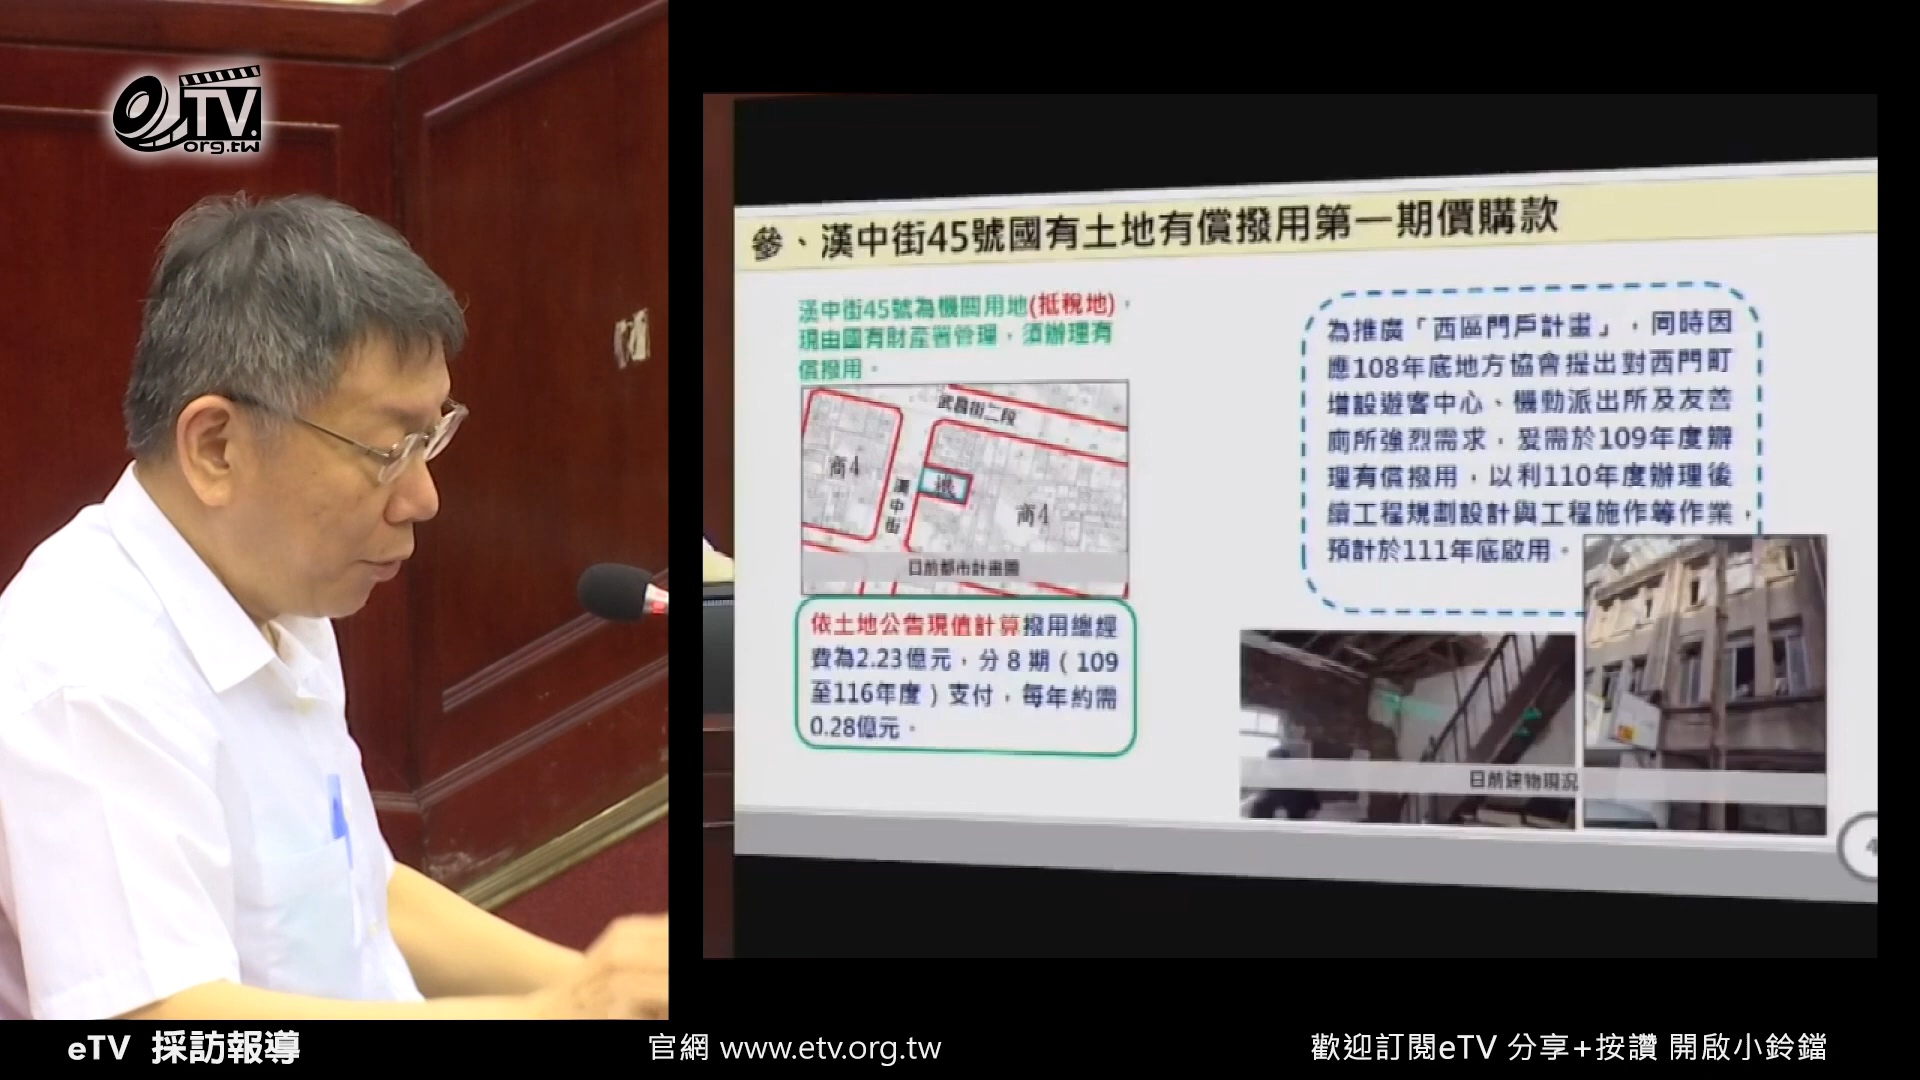 eTV.
org.tw
參、漢中街45號國有土地有償撥用第一期價購款
漢中街45號為機關用地(抵稅地)，
現由國有財產署管理，須辦理有
償撥用。
武昌街二段
商4
機
漢中街
商4
目前都市計畫圖
依土地公告現值計算撥用總經
費為2.23億元，分8期(109
至116年度)支付，每年約需
0.28億元。
為推廣「西區門戶計畫」，同時因
應108年底地方協會提出對西門町
增設遊客中心、機動派出所及友善
廁所強烈需求，爰需於109年度辦
理有償撥用，以利110年度辦理後
續工程規劃設計與工程施作等作業，
預計於111年底啟用。
目前建物現況
4
eTV 採訪報導
官網 www.etv.org.tw
歡迎訂閱eTV 分享+按讚 開啟小鈴鐺